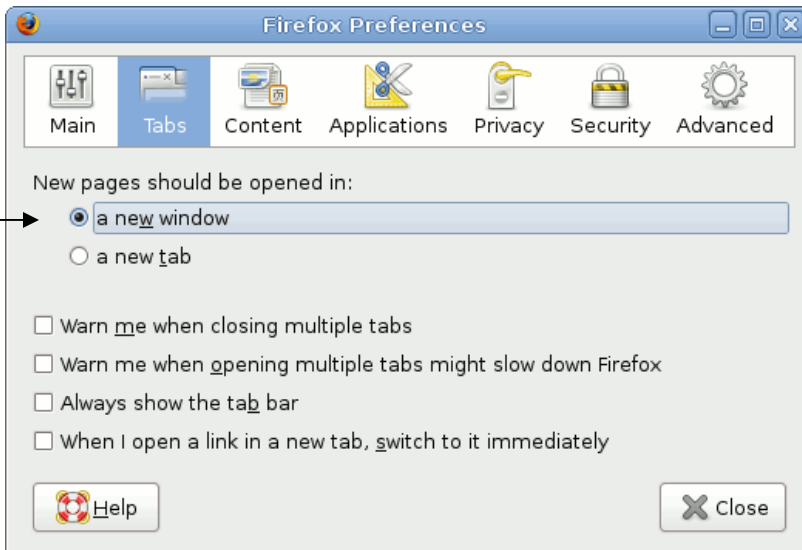 Firefox Preferences
Main Tabs Content Applications Privacy Security Advanced
New pages should be opened in:
a new window
a new tab
Warn me when closing multiple tabs
Warn me when opening multiple tabs might slow down Firefox
Always show the tab bar
When I open a link in a new tab, switch to it immediately
Help Close